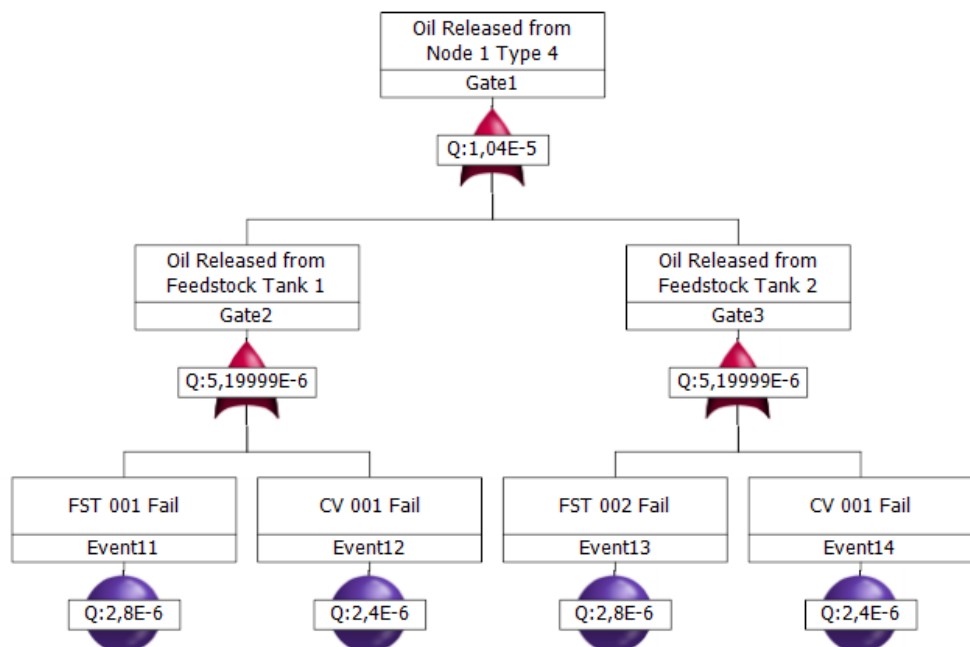 Oil Released from
Node 1 Type 4
Gate1
Q:1,04E-5
Oil Released from
Feedstock Tank 1
Gate2
Q:5,19999E-6
Oil Released from
Feedstock Tank 2
Gate3
Q:5,19999E-6
FST 001 Fail
Event11
Q:2,8E-6
CV 001 Fail
Event12
Q:2,4E-6
FST 002 Fail
Event13
Q:2,8E-6
CV 001 Fail
Event14
Q:2,4E-6